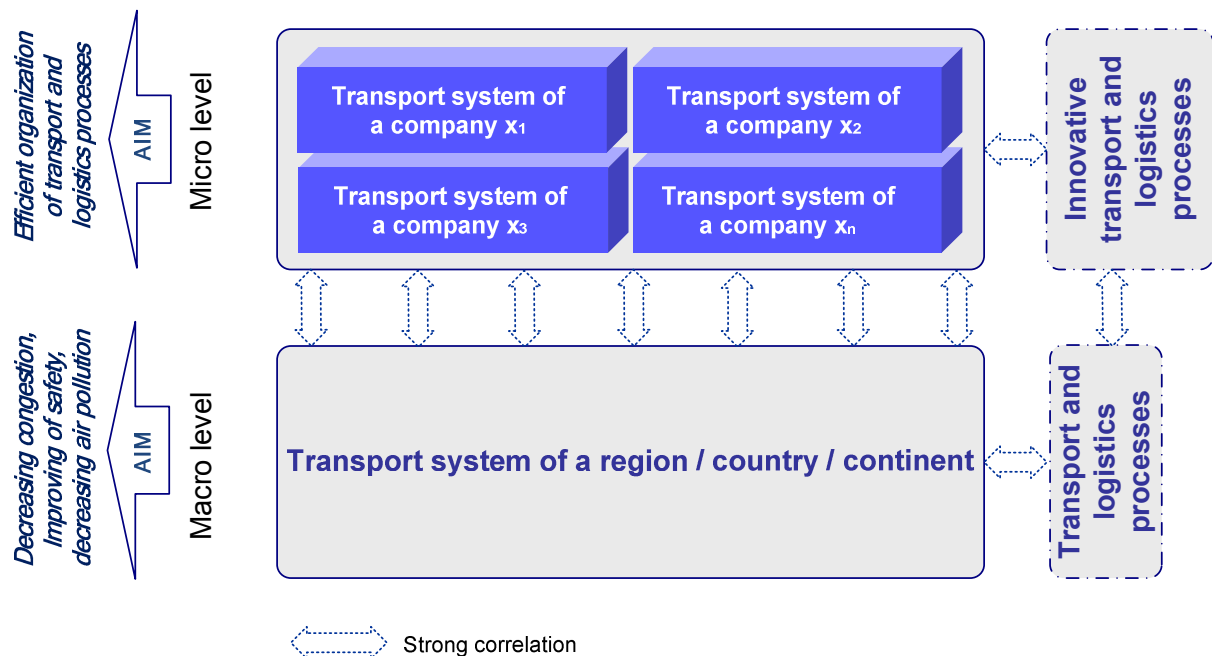 Efficient organization
of transport and
logistics processes
AIM
Micro level
Transport system of
a company x₁
Transport system of
a company x₂
Transport system of
a company x₃
Transport system of
a company xₙ
Innovative
transport and
logistics
processes
Decreasing congestion,
Improving of safety,
decreasing air pollution
AIM
Macro level
Transport system of a region / country / continent
Transport and
logistics
processes
Strong correlation